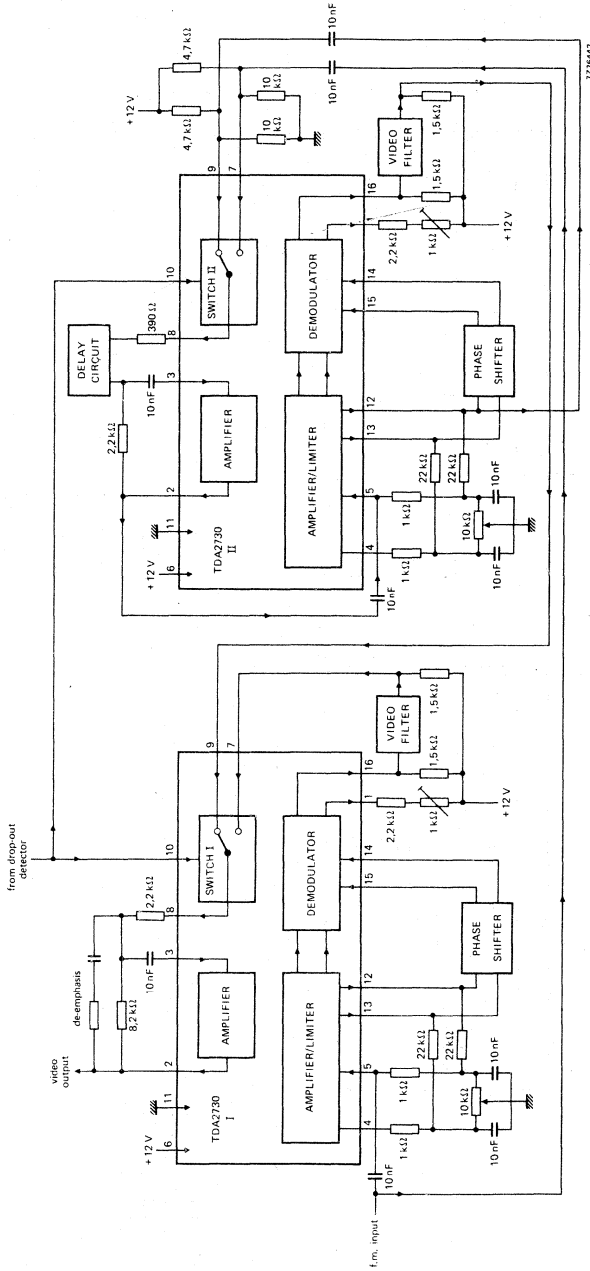 from drop-out
detector
de-emphasis
video
output
8,2 kΩ
2,2 kΩ
10 nF
+12 V
6
11
2
3
8
10
9
7
TDA2730
I
AMPLIFIER
SWITCH I
AMPLIFIER/LIMITER
DEMODULATOR
4
5
13
12
15
14
1
16
f.m. input
10 nF
1 kΩ
1 kΩ
22 kΩ
22 kΩ
10 kΩ
10 nF
10 nF
PHASE
SHIFTER
2,2 kΩ
1 kΩ
1,5 kΩ
1,5 kΩ
VIDEO
FILTER
+12 V
DELAY
CIRCUIT
2,2 kΩ
390 Ω
10 nF
+12 V
6
11
2
3
8
10
9
7
TDA2730
II
AMPLIFIER
SWITCH II
AMPLIFIER/LIMITER
DEMODULATOR
4
5
13
12
15
14
16
10 nF
1 kΩ
1 kΩ
22 kΩ
22 kΩ
10 kΩ
10 nF
10 nF
PHASE
SHIFTER
2,2 kΩ
1 kΩ
1,5 kΩ
1,5 kΩ
VIDEO
FILTER
+12 V
+12 V
4,7 kΩ
4,7 kΩ
10
kΩ
10
kΩ
10 nF
10 nF